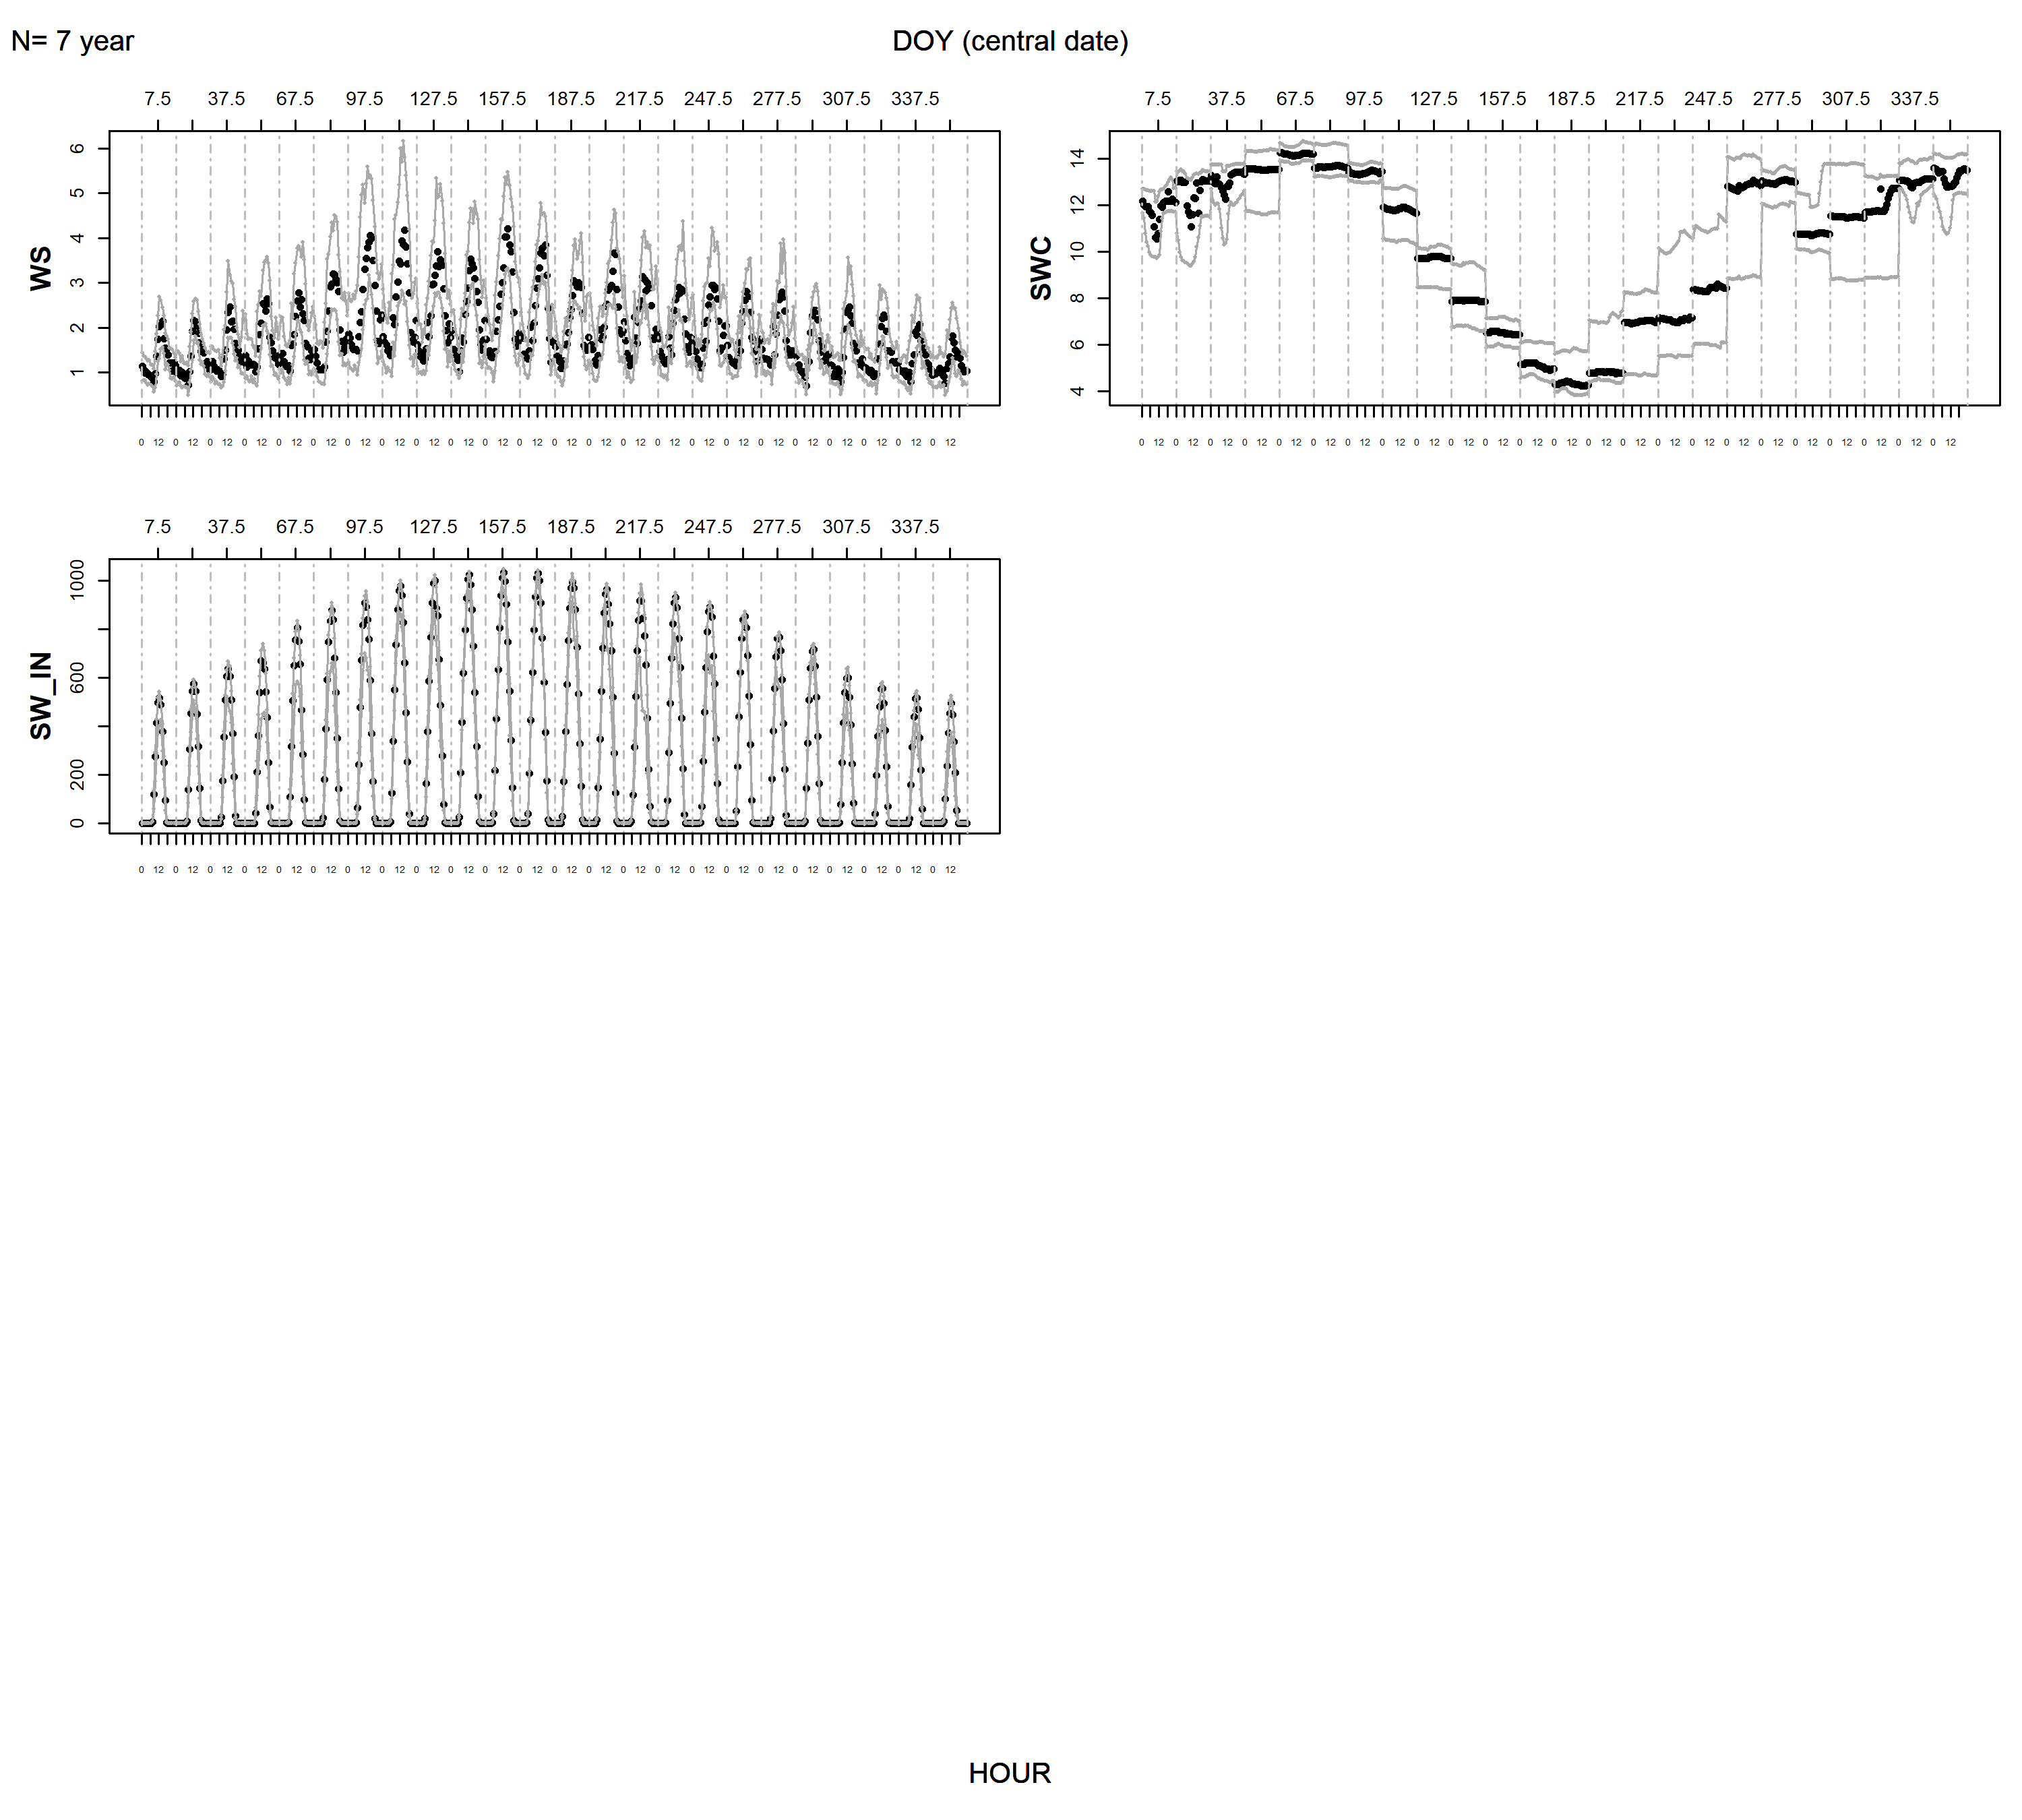 N= 7 year
DOY (central date)
7.5 37.5 67.5 97.5 127.5 157.5 187.5 217.5 247.5 277.5 307.5 337.5
WS
6
5
4
3
2
1
0 12 0 12 0 12 0 12 0 12 0 12 0 12 0 12 0 12 0 12 0 12 0 12 0 12 0 12 0 12 0 12 0 12 0 12 0 12 0 12 0 12 0 12 0 12 0 12
7.5 37.5 67.5 97.5 127.5 157.5 187.5 217.5 247.5 277.5 307.5 337.5
SWC
14
12
10
8
6
4
0 12 0 12 0 12 0 12 0 12 0 12 0 12 0 12 0 12 0 12 0 12 0 12 0 12 0 12 0 12 0 12 0 12 0 12 0 12 0 12 0 12 0 12 0 12 0 12
7.5 37.5 67.5 97.5 127.5 157.5 187.5 217.5 247.5 277.5 307.5 337.5
SW_IN
1000
600
200
0
0 12 0 12 0 12 0 12 0 12 0 12 0 12 0 12 0 12 0 12 0 12 0 12 0 12 0 12 0 12 0 12 0 12 0 12 0 12 0 12 0 12 0 12 0 12 0 12
HOUR